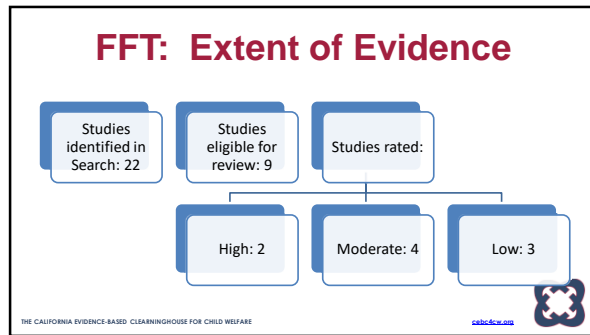 FFT: Extent of Evidence
Studies
identified in
Search: 22
Studies
eligible for
review: 9
Studies rated:
High: 2
Moderate: 4
Low: 3
THE CALIFORNIA EVIDENCE-BASED CLEARNINGHOUSE FOR CHILD WELFARE
cebc4cw.org